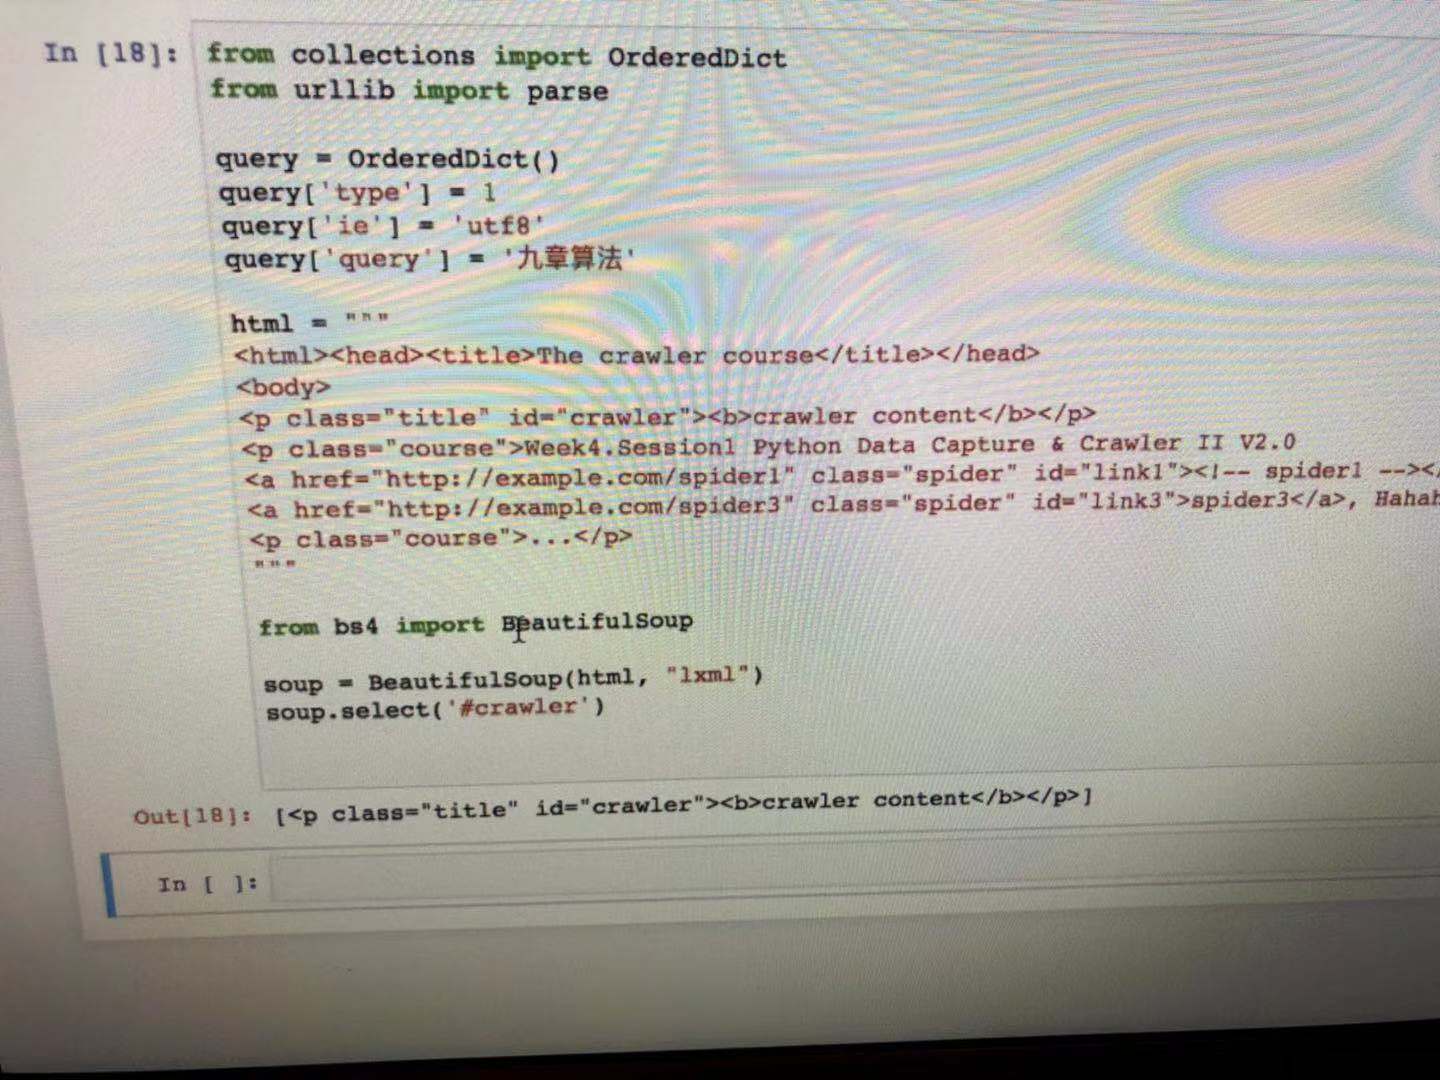 In [18]: from collections import OrderedDict
from urllib import parse
query = OrderedDict()
query['type'] = 1
query['ie'] = 'utf8'
query['query'] = '九章算法'
html = """
<html><head><title>The crawler course</title></head>
<body>
<p class="title" id="crawler"><b>crawler content</b></p>
<p class="course">Week4.Session1 Python Data Capture & Crawler II V2.0
<a href="http://example.com/spider1" class="spider" id="link1"><!-- spider1 --></
<a href="http://example.com/spider3" class="spider" id="link3">spider3</a>, Hahah
<p class="course">...</p>
"""
from bs4 import BeautifulSoup
soup = BeautifulSoup(html, "lxml")
soup.select('#crawler')
Out[18]: [<p class="title" id="crawler"><b>crawler content</b></p>]
In [ ]: